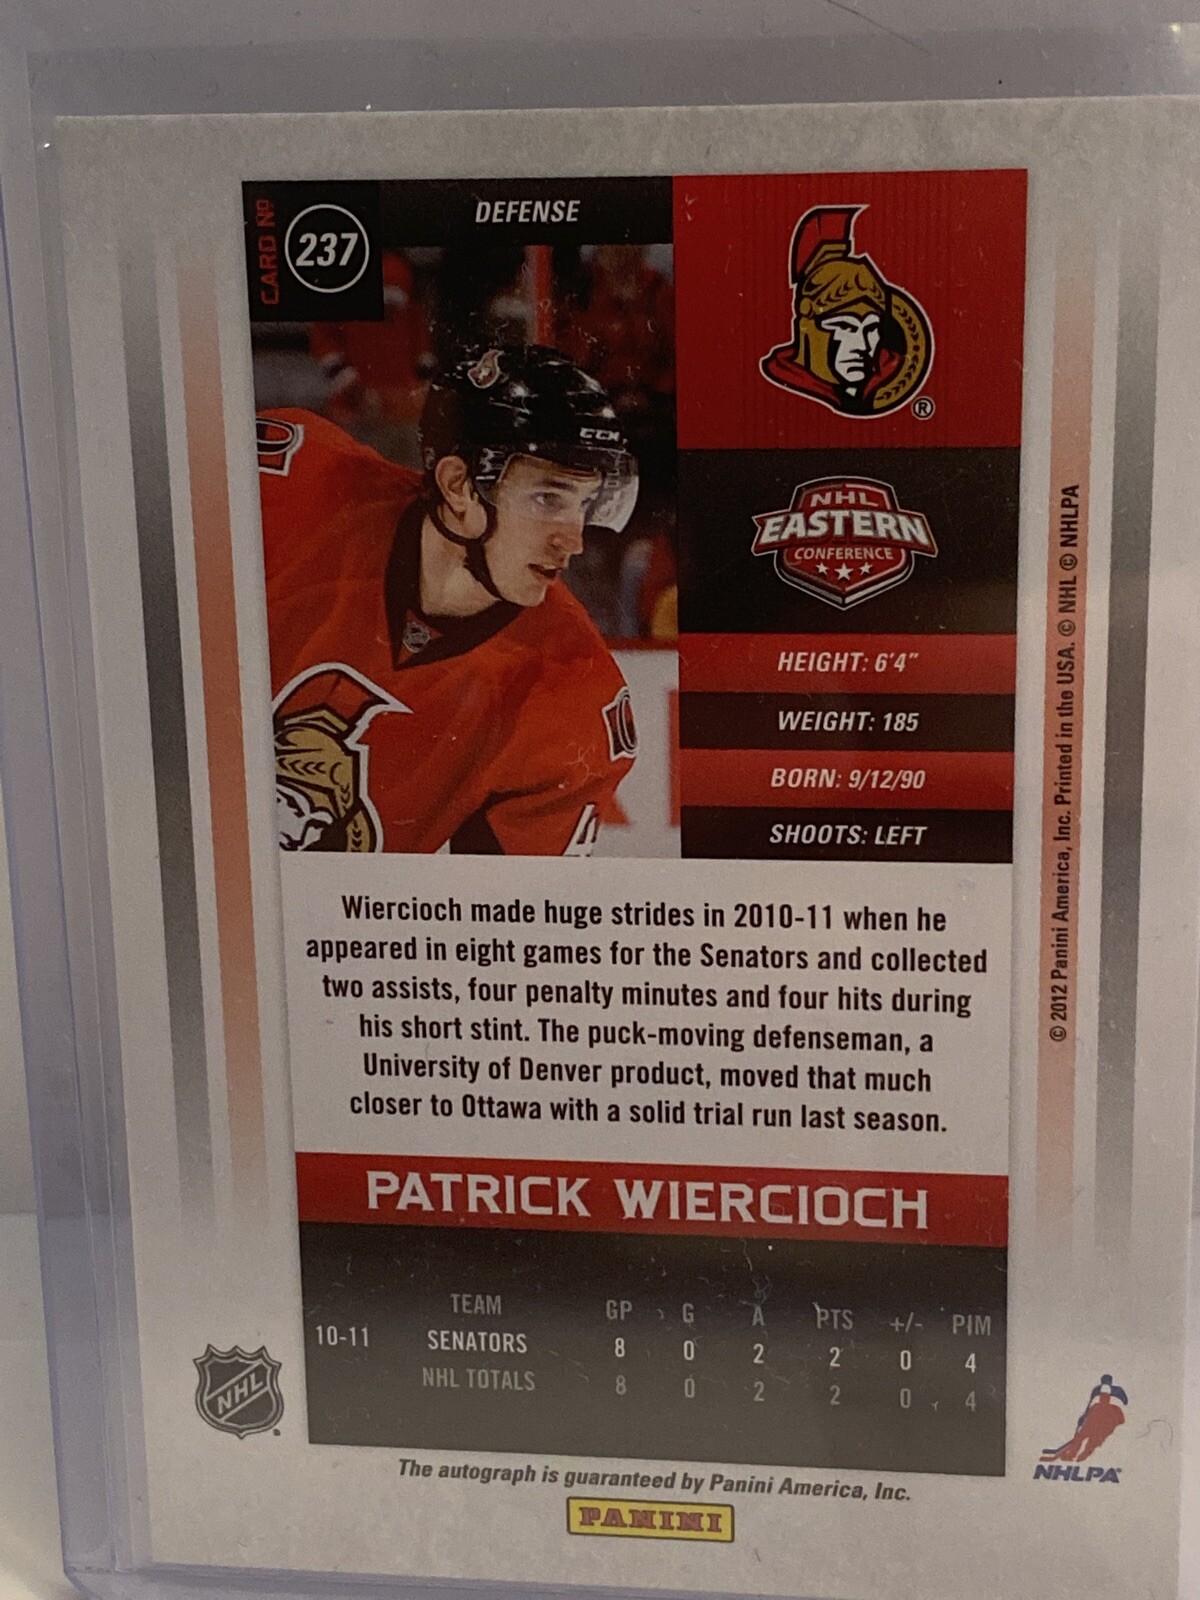 CARD Nº
237
DEFENSE
®
CCM
NHL
EASTERN
CONFERENCE
HEIGHT: 6'4"
WEIGHT: 185
BORN: 9/12/90
SHOOTS: LEFT
Wiercioch made huge strides in 2010-11 when he
appeared in eight games for the Senators and collected
two assists, four penalty minutes and four hits during
his short stint. The puck-moving defenseman, a
University of Denver product, moved that much
closer to Ottawa with a solid trial run last season.
© 2012 Panini America, Inc. Printed in the USA. © NHL © NHLPA
PATRICK WIERCIOCH
TEAM GP G A PTS +/- PIM
10-11 SENATORS 8 0 2 2 0 4
NHL TOTALS 8 0 2 2 0 4
NHL
NHLPA
The autograph is guaranteed by Panini America, Inc.
PANINI